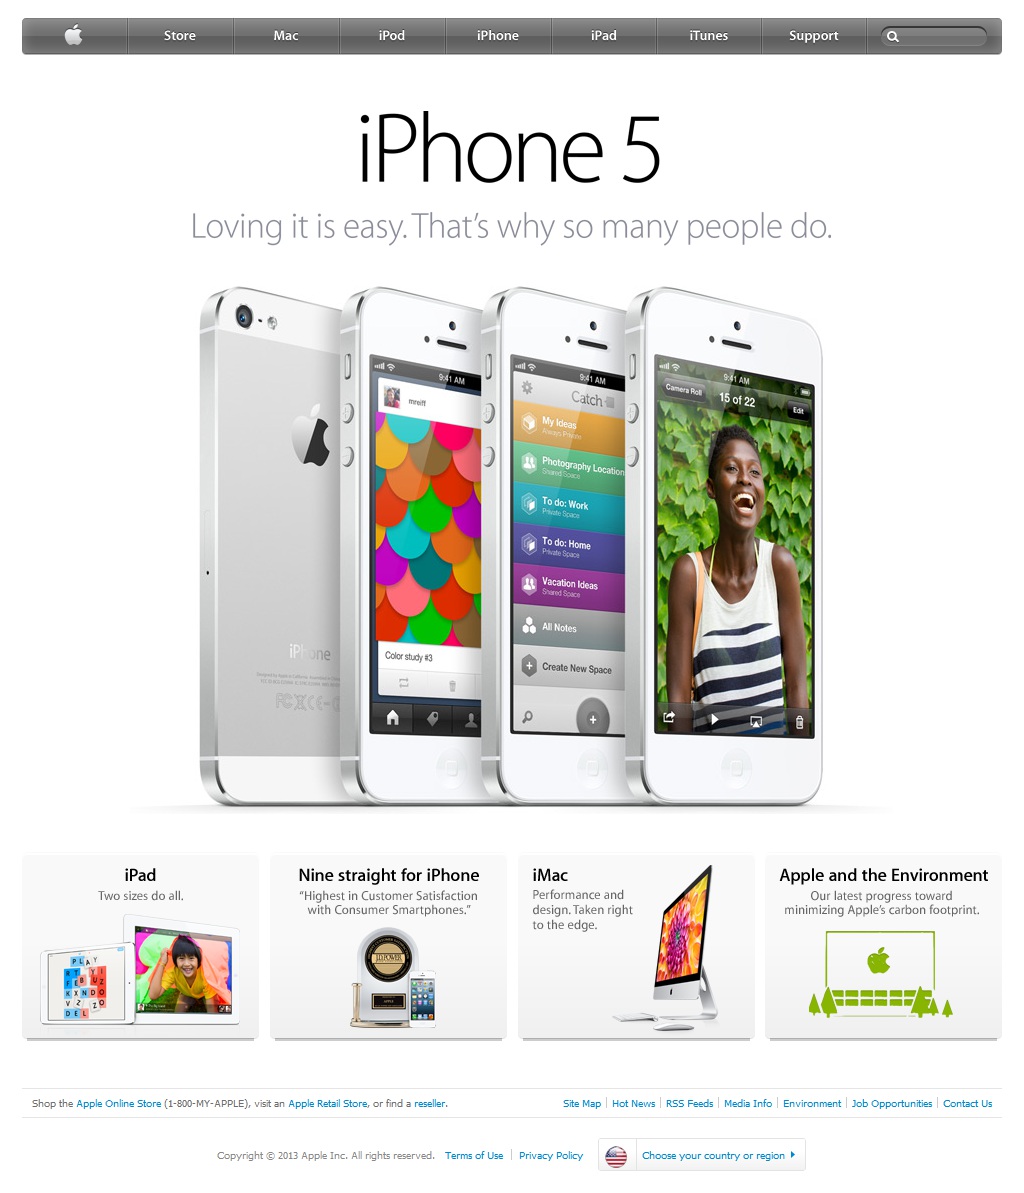 Store
Mac
iPod
iPhone
iPad
iTunes
Support
iPhone 5
Loving it is easy. That's why so many people do.
iPhone
9:41 AM
mreiff
Color study #3
9:41 AM
Catch
My Ideas
Always Private
Photography Location
Shared Space
To do: Work
Private Space
To do: Home
Private Space
Vacation Ideas
Shared Space
All Notes
Create New Space
9:41 AM
Camera Roll
15 of 22
Edit
iPad
Two sizes do all.
PLAY
Nine straight for iPhone
“Highest in Customer Satisfaction
with Consumer Smartphones.”
J.D. POWER
iMac
Performance and
design. Taken right
to the edge.
Apple and the Environment
Our latest progress toward
minimizing Apple's carbon footprint.
Shop the Apple Online Store (1-800-MY-APPLE), visit an Apple Retail Store, or find a reseller.
Site Map
Hot News
RSS Feeds
Media Info
Environment
Job Opportunities
Contact Us
Copyright © 2013 Apple Inc. All rights reserved.
Terms of Use
Privacy Policy
Choose your country or region